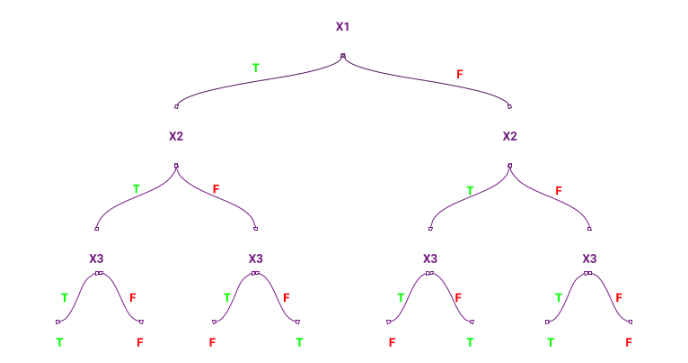 X1
T F
X2 X2
T F T F
X3 X3 X3 X3
T F T F T F T F
T F F T F T T F